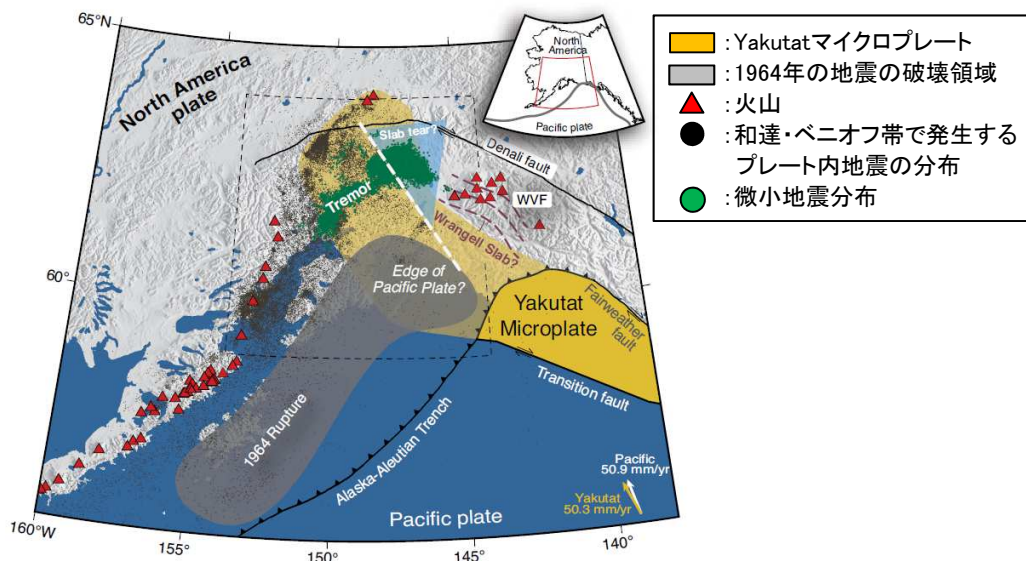 65°N
North America
plate
North
America
Pacific plate
Slab tear?
Denali fault
Tremor
WVF
Wrangell Slab?
60°
Edge of
Pacific Plate?
Yakutat
Microplate
Fairweather
fault
Transition fault
1964 Rupture
Alaska-Aleutian Trench
Pacific
50.9 mm/yr
Yakutat
50.3 mm/yr
Pacific plate
160°W
155°
150°
145°
140°
:Yakutatマイクロプレート
:1964年の地震の破壊領域
:火山
:和達・ベニオフ帯で発生する
プレート内地震の分布
:微小地震分布